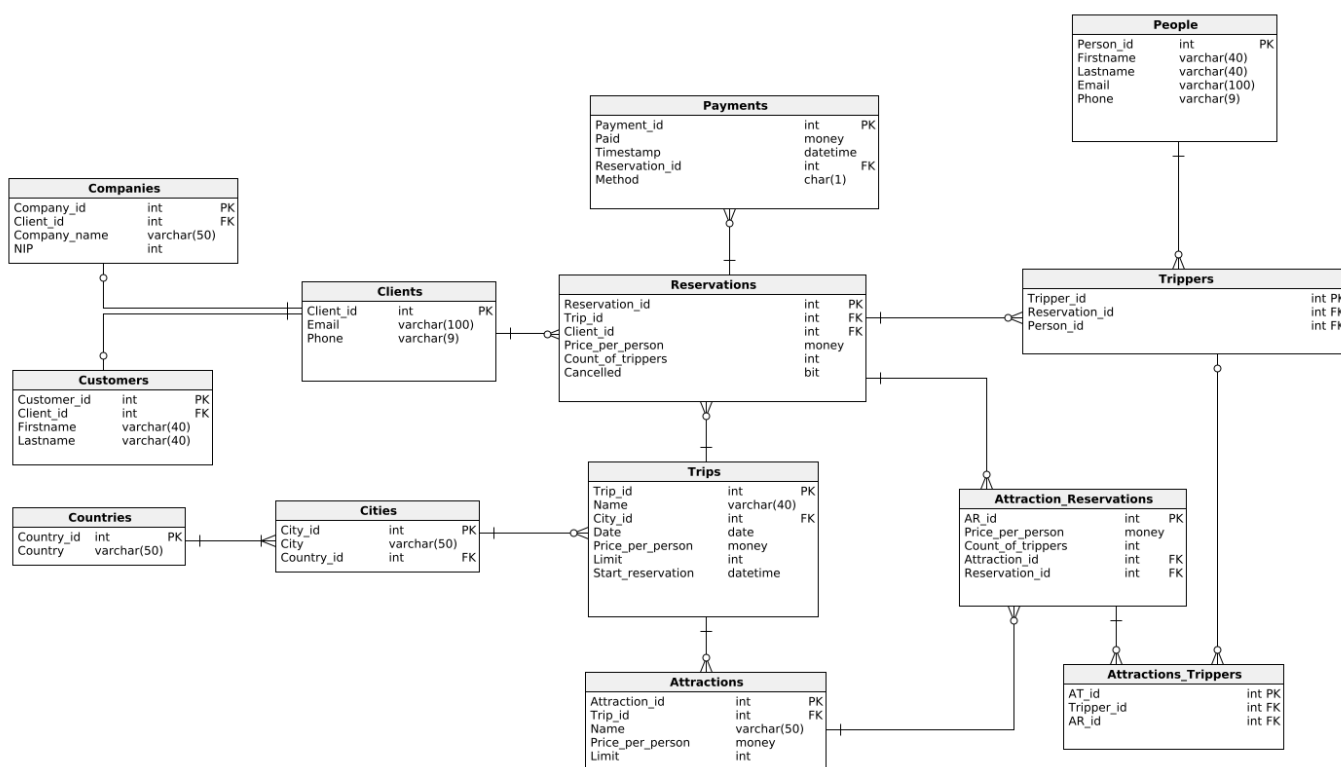 People
Person_id int PK
Firstname varchar(40)
Lastname varchar(40)
Email varchar(100)
Phone varchar(9)
Payments
Payment_id int PK
Paid money
Timestamp datetime
Reservation_id int FK
Method char(1)
Companies
Company_id int PK
Client_id int FK
Company_name varchar(50)
NIP int
Clients
Client_id int PK
Email varchar(100)
Phone varchar(9)
Reservations
Reservation_id int PK
Trip_id int FK
Client_id int FK
Price_per_person money
Count_of_trippers int
Cancelled bit
Trippers
Tripper_id int PK
Reservation_id int FK
Person_id int FK
Customers
Customer_id int PK
Client_id int FK
Firstname varchar(40)
Lastname varchar(40)
Countries
Country_id int PK
Country varchar(50)
Cities
City_id int PK
City varchar(50)
Country_id int FK
Trips
Trip_id int PK
Name varchar(40)
City_id int FK
Date date
Price_per_person money
Limit int
Start_reservation datetime
Attraction_Reservations
AR_id int PK
Price_per_person money
Count_of_trippers int
Attraction_id int FK
Reservation_id int FK
Attractions
Attraction_id int PK
Trip_id int FK
Name varchar(50)
Price_per_person money
Limit int
Attractions_Trippers
AT_id int PK
Tripper_id int FK
AR_id int FK